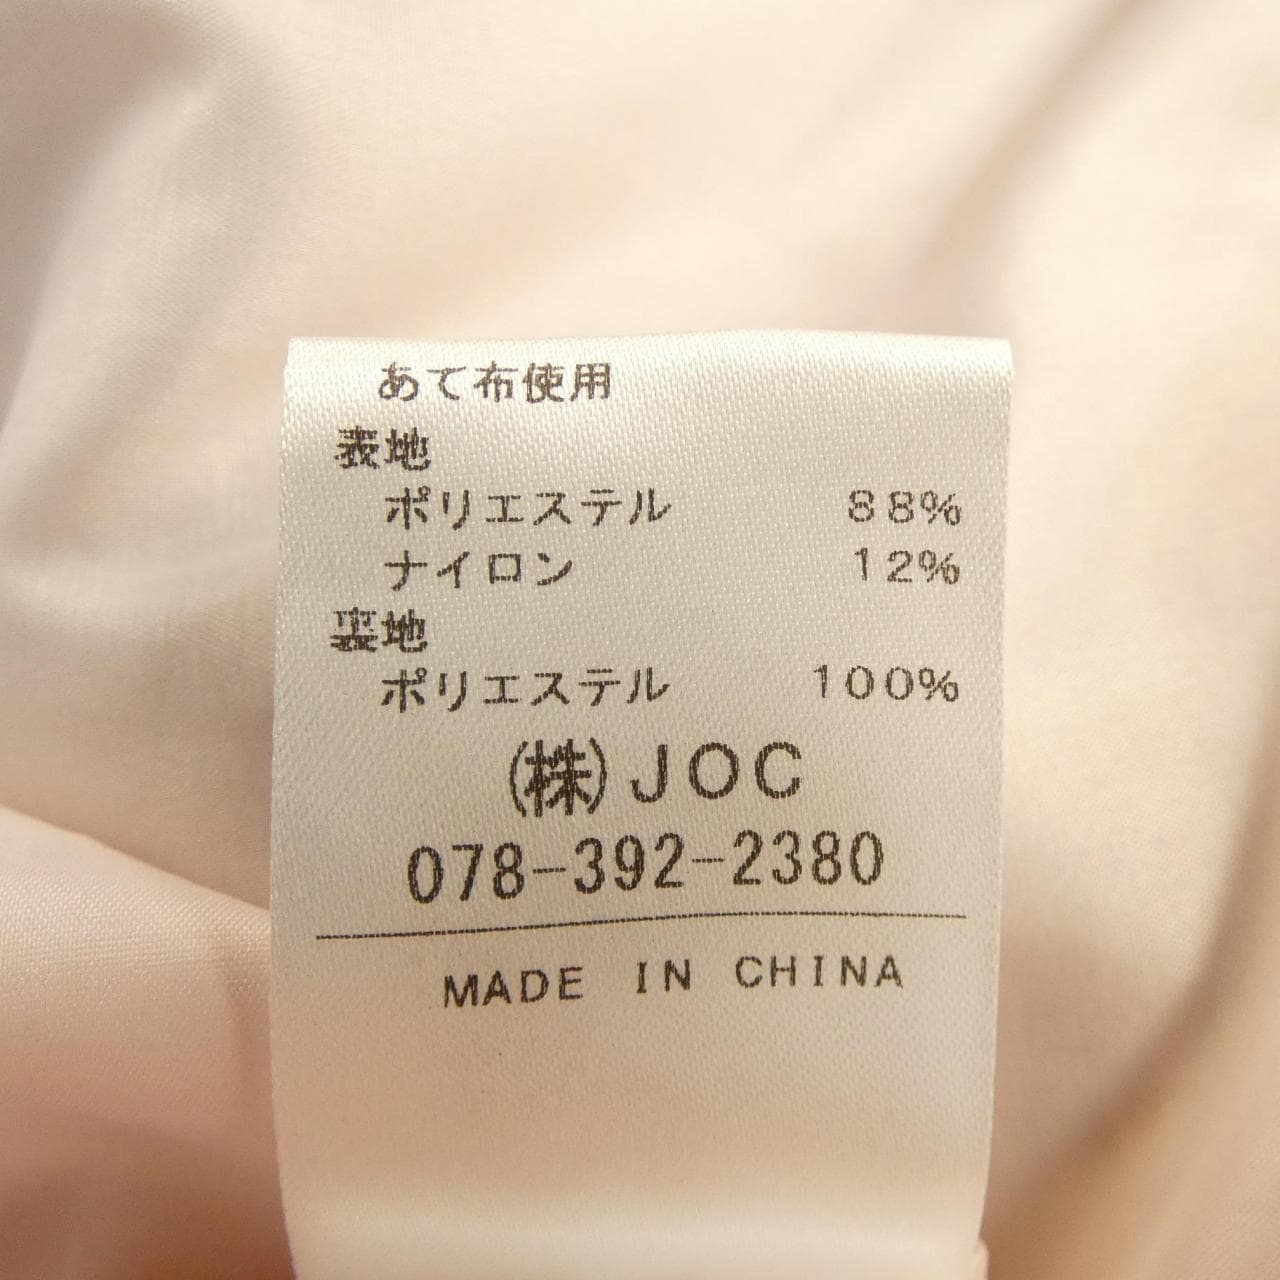 あて布使用
表地
ポリエステル 88%
ナイロン 12%
裏地
ポリエステル 100%
(株)JOC
078-392-2380
MADE IN CHINA